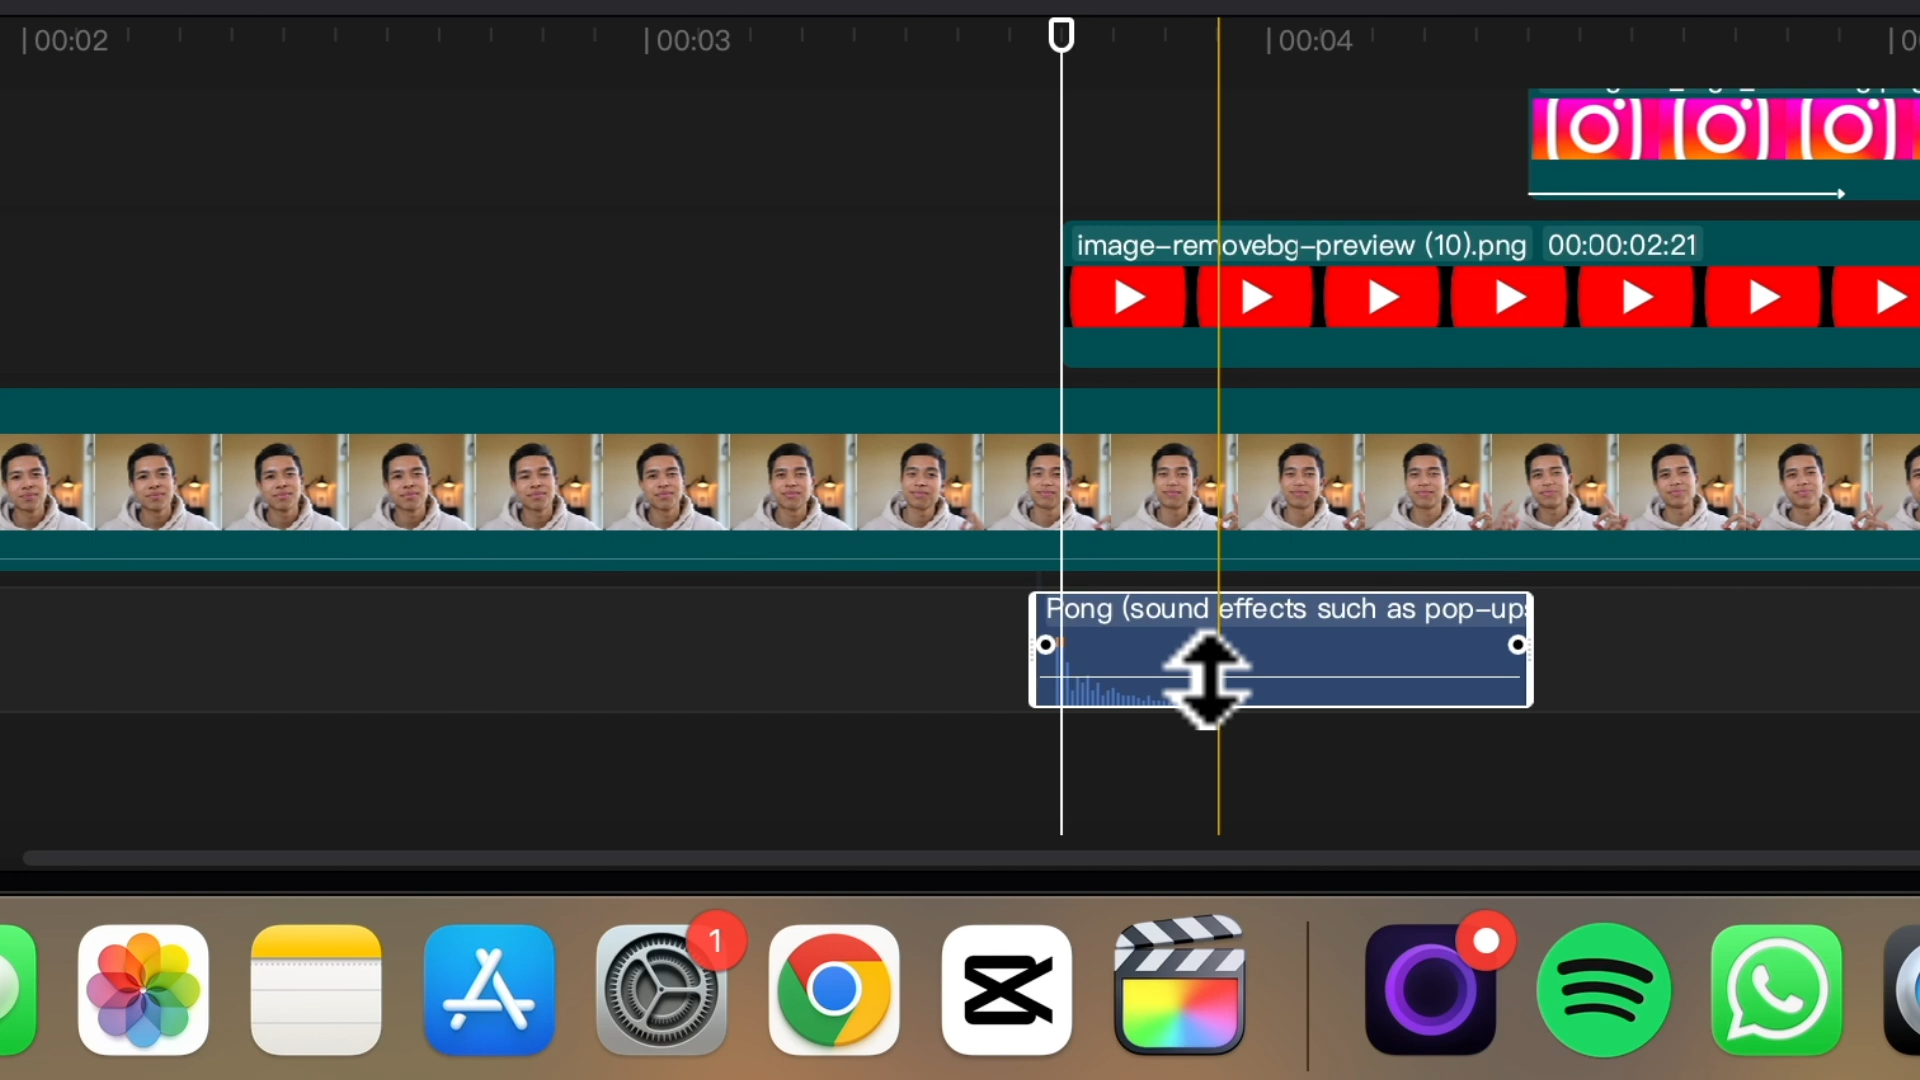 00:02 00:03 00:04
image-removebg-preview (10).png 00:00:02:21
Pong (sound effects such as pop-ups
1